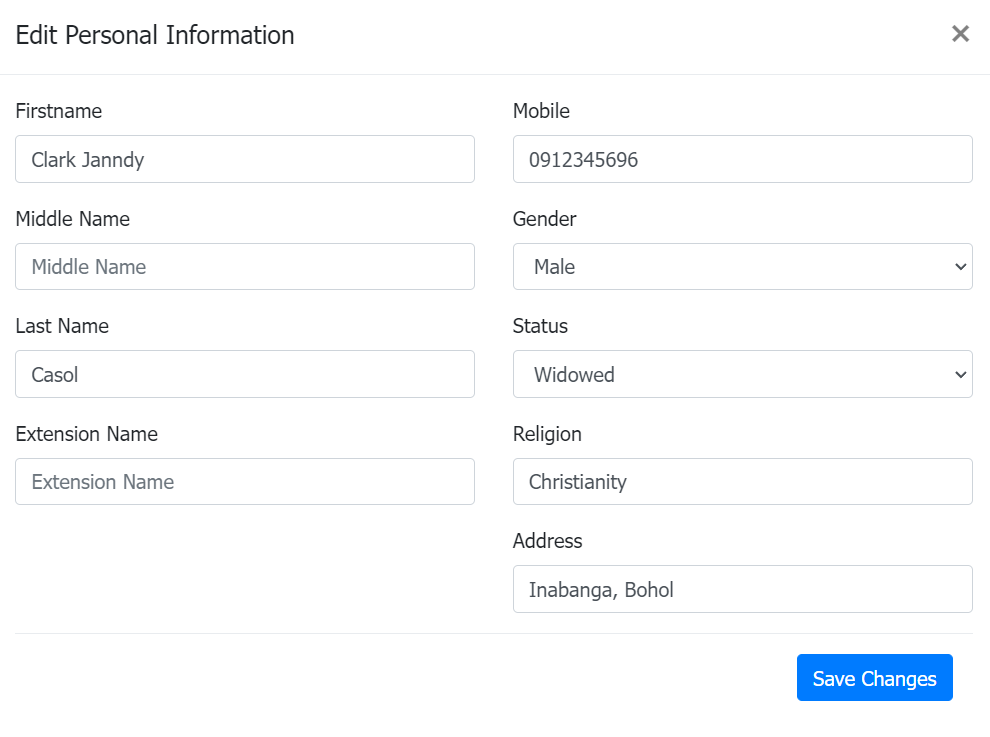 Edit Personal Information
×
Firstname
Clark Janndy
Middle Name
Middle Name
Last Name
Casol
Extension Name
Extension Name
Mobile
0912345696
Gender
Male
Status
Widowed
Religion
Christianity
Address
Inabanga, Bohol
Save Changes